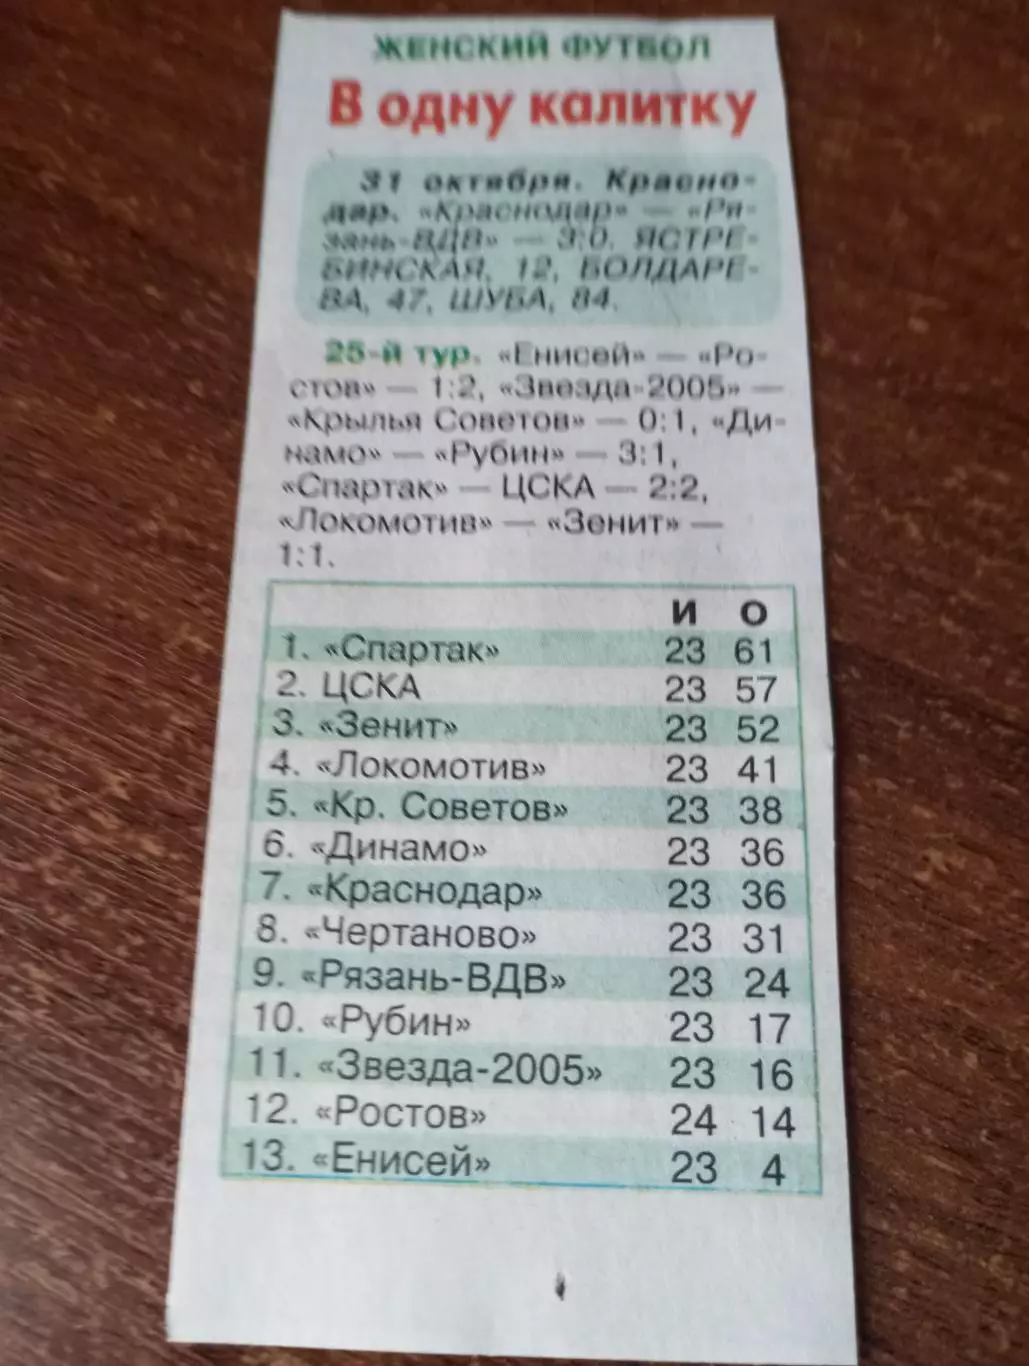 ЖЕНСКИЙ ФУТБОЛ
В одну калитку
31 октября. Красно-
дар. «Краснодар» — «Ря-
зань-ВДВ» — 3:0. ЯСТРЕ-
БИНСКАЯ, 12, БОЛДАРЕ-
ВА, 47, ШУБА, 84.
25-й тур. «Енисей» — «Ро-
стов» — 1:2, «Звезда-2005» —
«Крылья Советов» — 0:1, «Ди-
намо» — «Рубин» — 3:1,
«Спартак» — ЦСКА — 2:2,
«Локомотив» — «Зенит» —
1:1.
И О
1. «Спартак» 23 61
2. ЦСКА 23 57
3. «Зенит» 23 52
4. «Локомотив» 23 41
5. «Кр. Советов» 23 38
6. «Динамо» 23 36
7. «Краснодар» 23 36
8. «Чертаново» 23 31
9. «Рязань-ВДВ» 23 24
10. «Рубин» 23 17
11. «Звезда-2005» 23 16
12. «Ростов» 24 14
13. «Енисей» 23 4